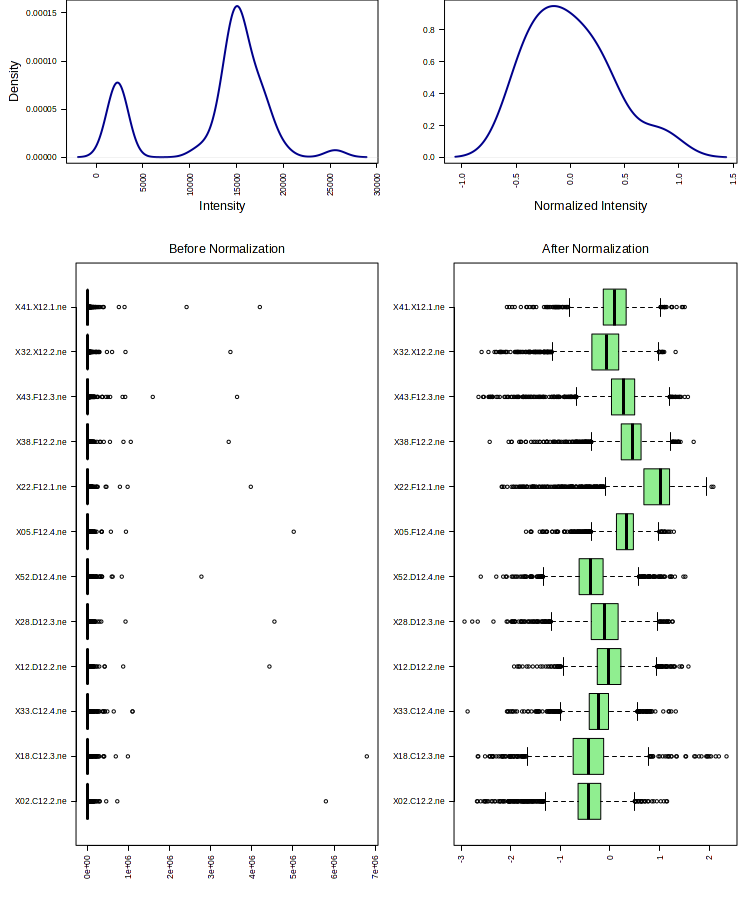 0.00015
0.00010
0.00005
0.00000
Density
0
5000
10000
15000
20000
25000
30000
Intensity
0.8
0.6
0.4
0.2
0.0
-1.0
-0.5
0.0
0.5
1.0
1.5
Normalized Intensity
Before Normalization
X41.X12.1.ne
X32.X12.2.ne
X43.F12.3.ne
X38.F12.2.ne
X22.F12.1.ne
X05.F12.4.ne
X52.D12.4.ne
X28.D12.3.ne
X12.D12.2.ne
X33.C12.4.ne
X18.C12.3.ne
X02.C12.2.ne
0e+00
1e+06
2e+06
3e+06
4e+06
5e+06
6e+06
7e+06
After Normalization
X41.X12.1.ne
X32.X12.2.ne
X43.F12.3.ne
X38.F12.2.ne
X22.F12.1.ne
X05.F12.4.ne
X52.D12.4.ne
X28.D12.3.ne
X12.D12.2.ne
X33.C12.4.ne
X18.C12.3.ne
X02.C12.2.ne
-3
-2
-1
0
1
2